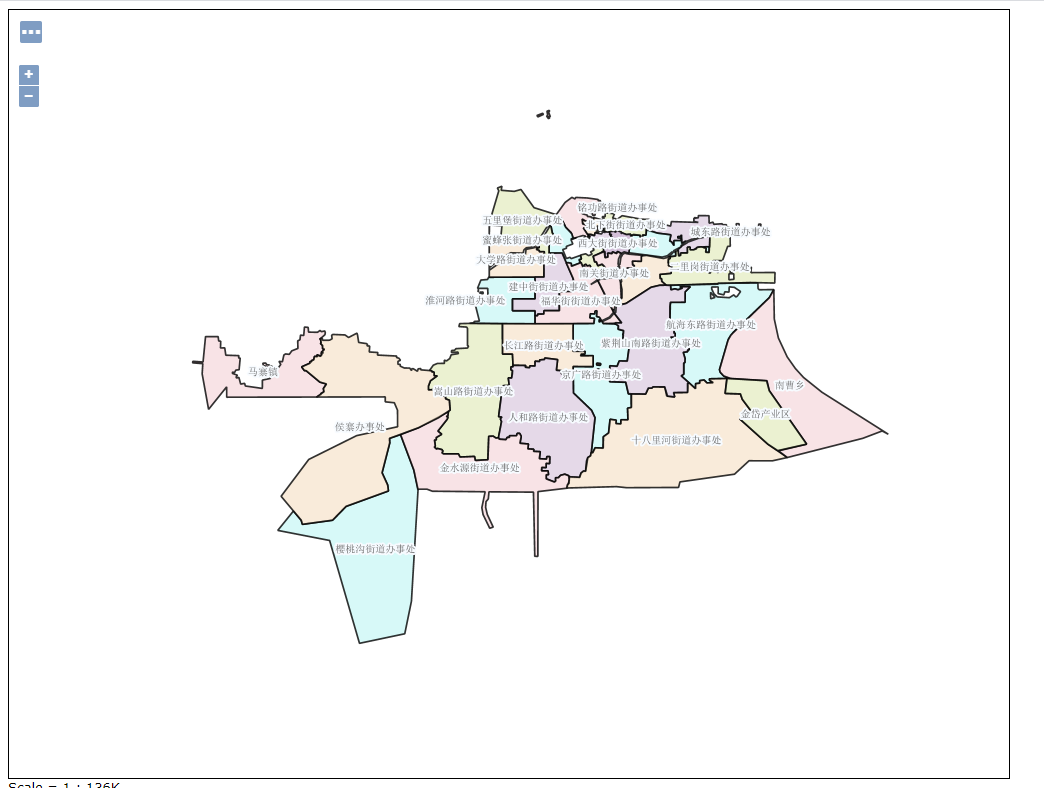 +
−
铭功路街道办事处
五里堡街道办事处
北下街街道办事处
城东路街道办事处
蜜蜂张街道办事处
西大街街道办事处
大学路街道办事处
南关街道办事处
二里岗街道办事处
建中街街道办事处
淮河路街道办事处
福华街街道办事处
航海东路街道办事处
长江路街道办事处
紫荆山南路街道办事处
马寨镇
京广路街道办事处
南曹乡
嵩山路街道办事处
人和路街道办事处
金岱产业区
侯寨办事处
十八里河街道办事处
金水源街道办事处
樱桃沟街道办事处
Scale = 1 : 136K